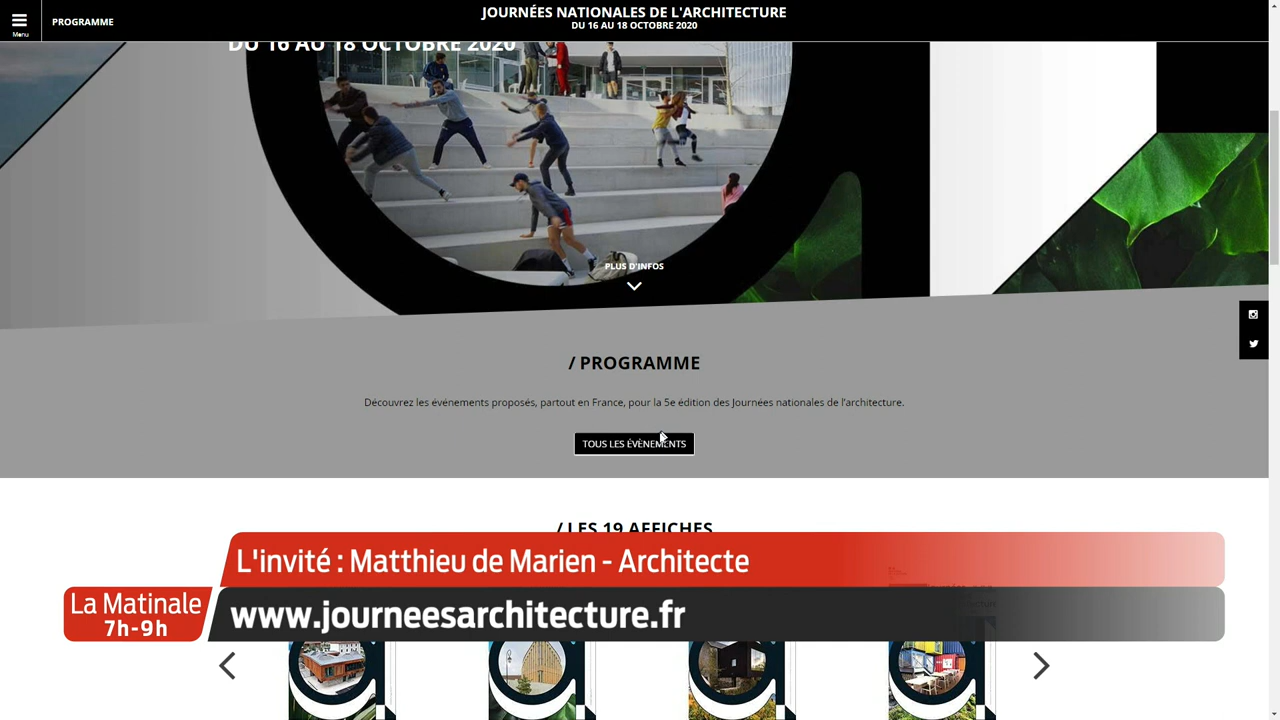 Menu
PROGRAMME
JOURNÉES NATIONALES DE L'ARCHITECTURE
DU 16 AU 18 OCTOBRE 2020
DU 16 AU 18 OCTOBRE 2020
PLUS D'INFOS
/ PROGRAMME
Découvrez les événements proposés, partout en France, pour la 5e édition des Journées nationales de l'architecture.
TOUS LES ÉVÈNEMENTS
/ LES 19 AFFICHES
L'invité : Matthieu de Marien - Architecte
La Matinale
7h-9h
www.journeesarchitecture.fr